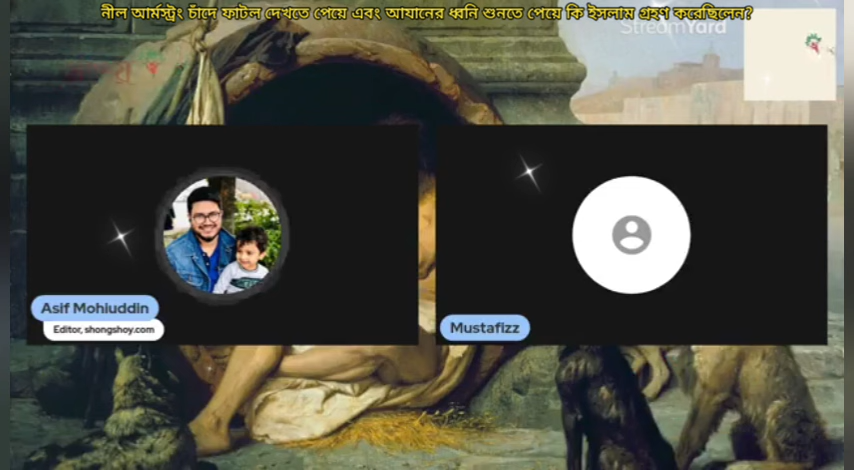 নীল আর্মস্ট্রং চাঁদে ফাটল দেখতে পেয়ে এবং আযানের ধ্বনি শুনতে পেয়ে কি ইসলাম গ্রহণ করেছিলেন?
StreamYard
Asif Mohiuddin
Editor, shongshoy.com
Mustafizz